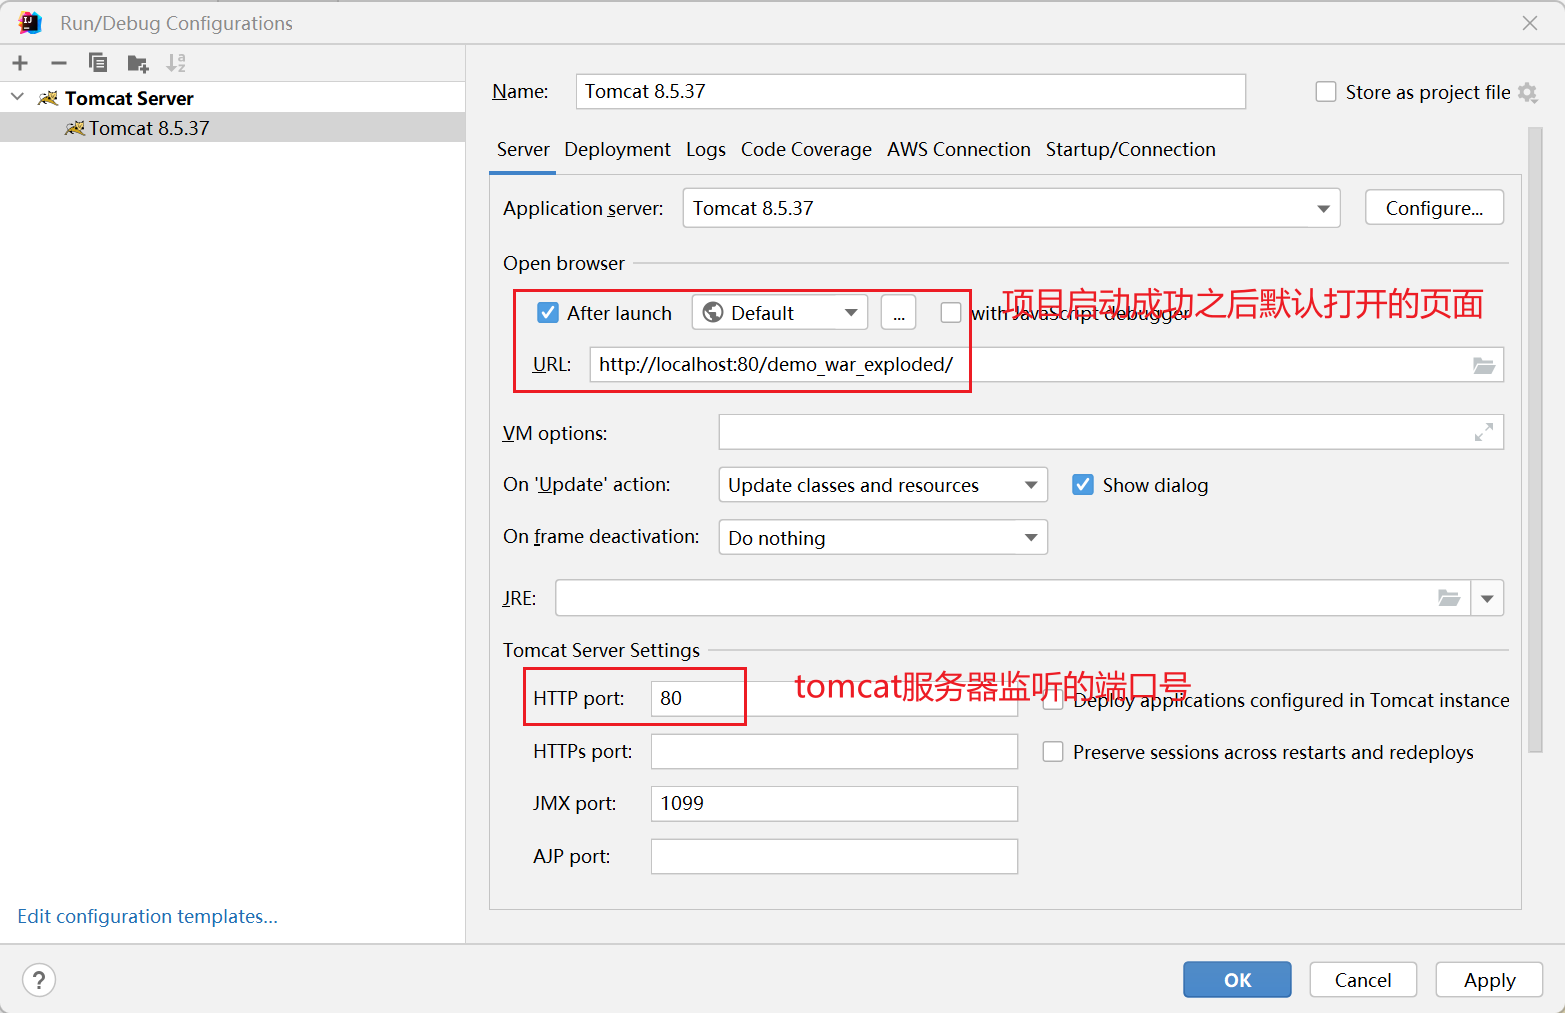 Run/Debug Configurations
Tomcat Server
Tomcat 8.5.37
Name: Tomcat 8.5.37 Store as project file
Server Deployment Logs Code Coverage AWS Connection Startup/Connection
Application server: Tomcat 8.5.37 Configure...
Open browser
After launch Default ... with JavaScript debugger
项目启动成功之后默认打开的页面
URL: http://localhost:80/demo_war_exploded/
VM options:
On 'Update' action: Update classes and resources Show dialog
On frame deactivation: Do nothing
JRE:
Tomcat Server Settings
tomcat服务器监听的端口号
HTTP port: 80 Deploy applications configured in Tomcat instance
HTTPs port: Preserve sessions across restarts and redeploys
JMX port: 1099
AJP port:
Edit configuration templates...
? OK Cancel Apply